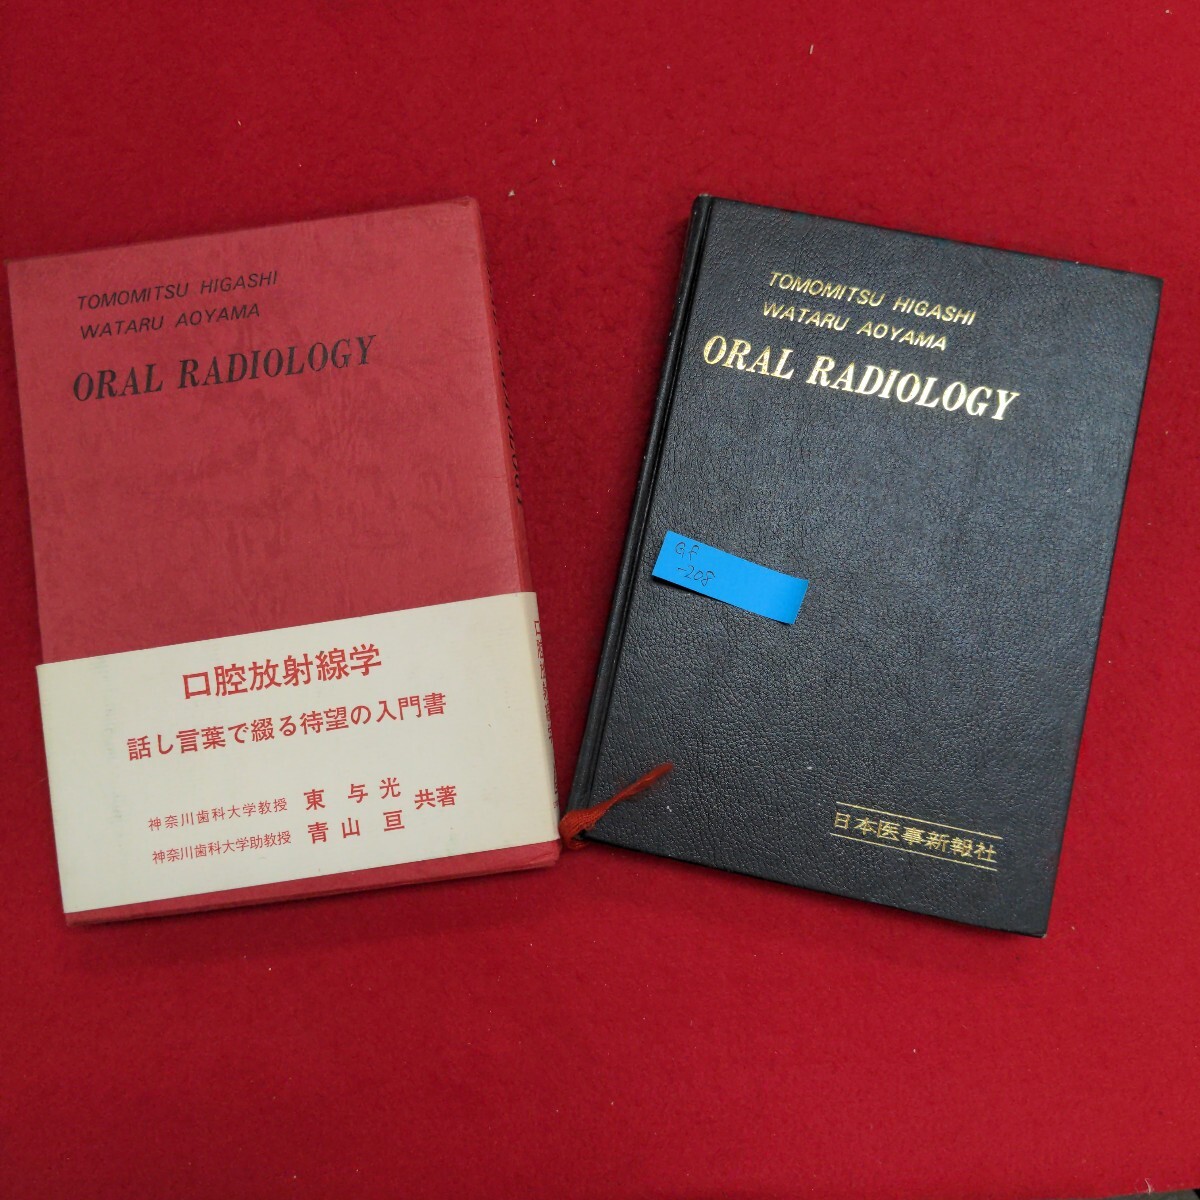 TOMOMITSU HIGASHI
WATARU AOYAMA
ORAL RADIOLOGY
口腔放射線学
話し言葉で綴る待望の入門書
神奈川歯科大学教授 東与光
神奈川歯科大学助教授 青山亘 共著
TOMOMITSU HIGASHI
WATARU AOYAMA
ORAL RADIOLOGY
-208
日本医事新報社